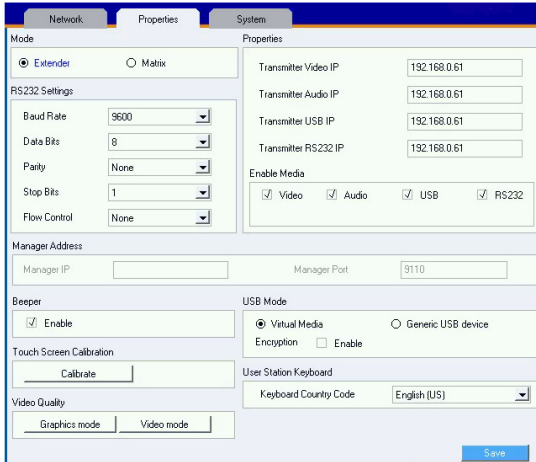 Network Properties System
Mode
Extender Matrix
RS232 Settings
Baud Rate 9600
Data Bits 8
Parity None
Stop Bits 1
Flow Control None
Properties
Transmitter Video IP 192.168.0.61
Transmitter Audio IP 192.168.0.61
Transmitter USB IP 192.168.0.61
Transmitter RS232 IP 192.168.0.61
Enable Media
Video Audio USB RS232
Manager Address
Manager IP Manager Port 9110
Beeper
Enable
USB Mode
Virtual Media Generic USB device
Encryption Enable
Touch Screen Calibration
Calibrate
User Station Keyboard
Keyboard Country Code English (US)
Video Quality
Graphics mode Video mode
Save